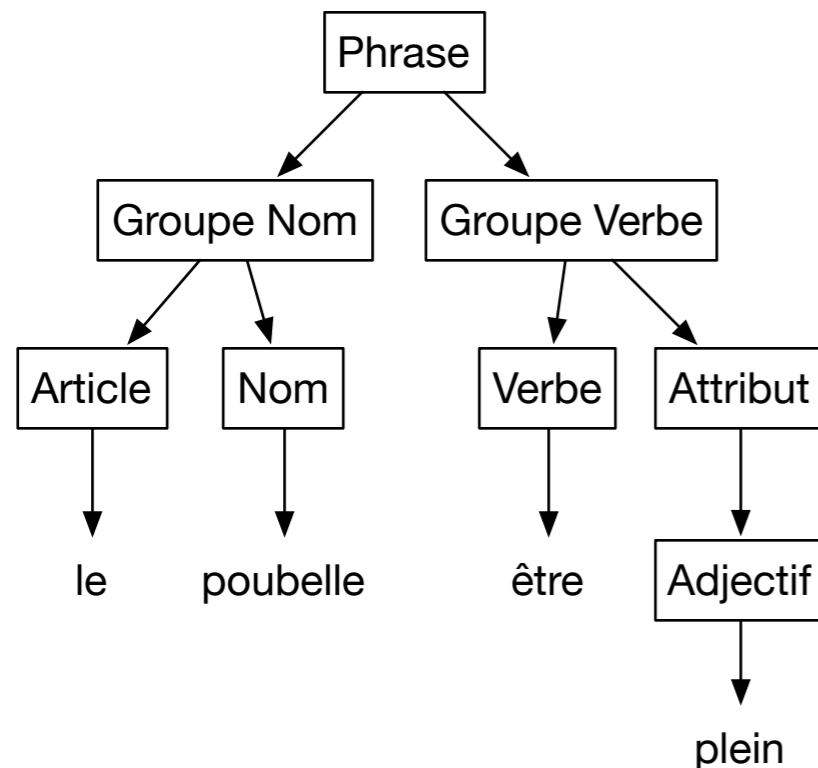 Phrase
Groupe Nom
Groupe Verbe
Article
Nom
Verbe
Attribut
le
poubelle
être
Adjectif
plein